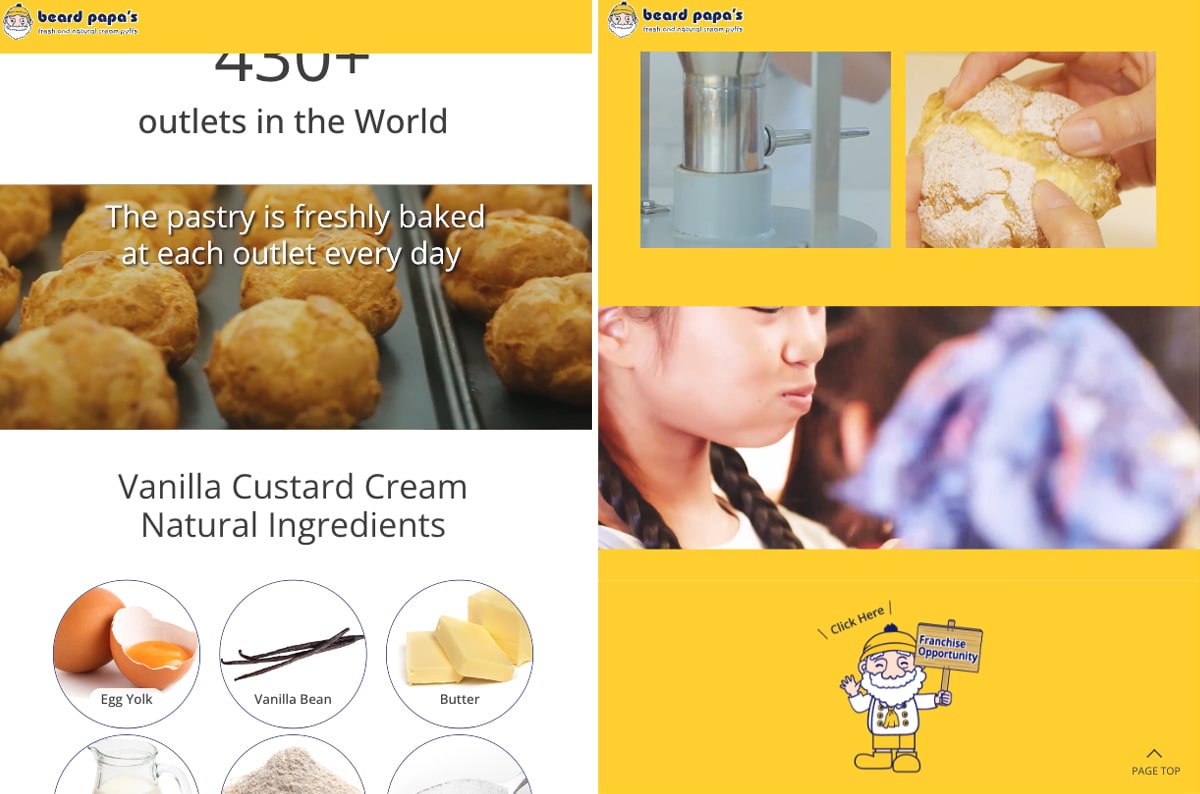 beard papa's
fresh and natural cream puffs
430+
outlets in the World
The pastry is freshly baked
at each outlet every day
Vanilla Custard Cream
Natural Ingredients
Egg Yolk
Vanilla Bean
Butter
beard papa's
fresh and natural cream puffs
Click Here
Franchise
Opportunity
PAGE TOP